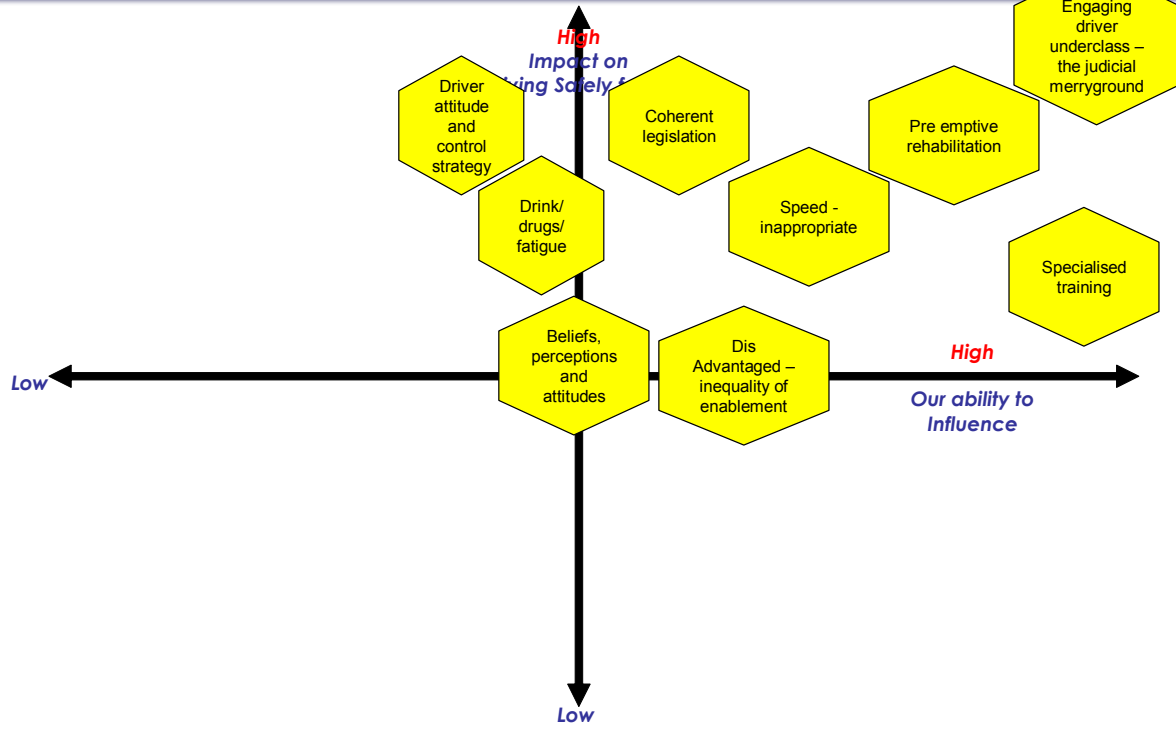 High
Impact on
Safely
Driver
attitude
and
control
strategy
Coherent
legislation
Pre emptive
rehabilitation
Engaging
driver
underclass –
the judicial
merryground
Drink/
drugs/
fatigue
Speed -
inappropriate
Specialised
training
Beliefs,
perceptions
and
attitudes
Dis
Advantaged –
inequality of
enablement
High
Low
Our ability to
Influence
Low